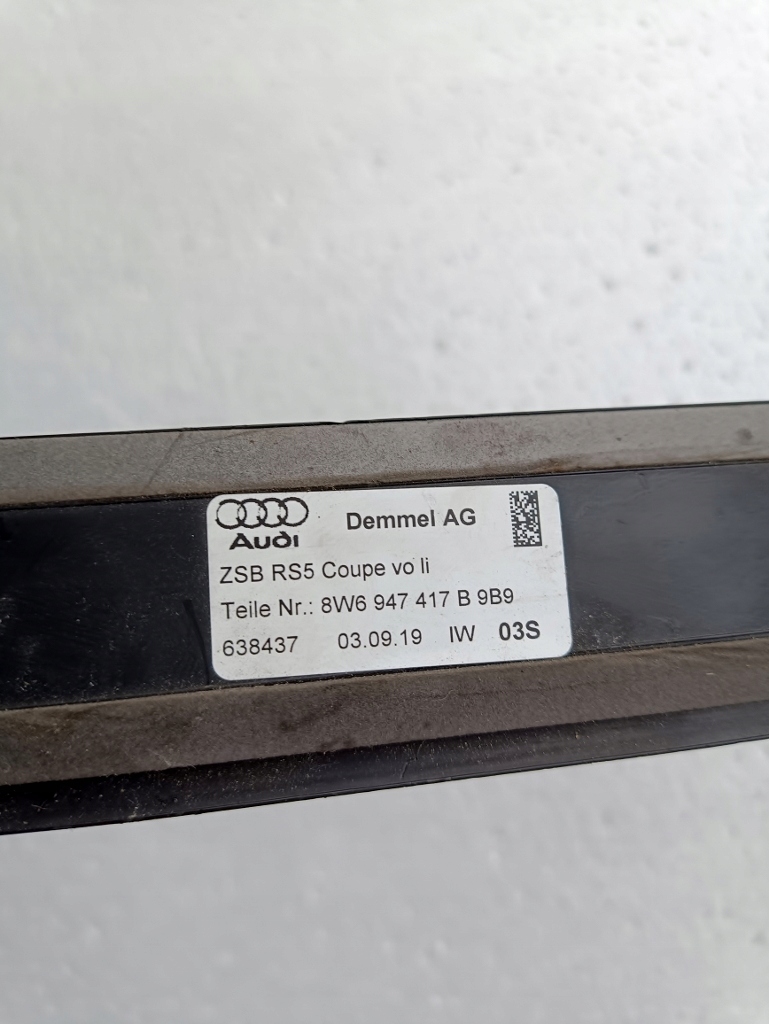 Audi Demmel AG
ZSB RS5 Coupe vo li
Teile Nr.: 8W6 947 417 B 9B9
638437 03.09.19 IW 03S